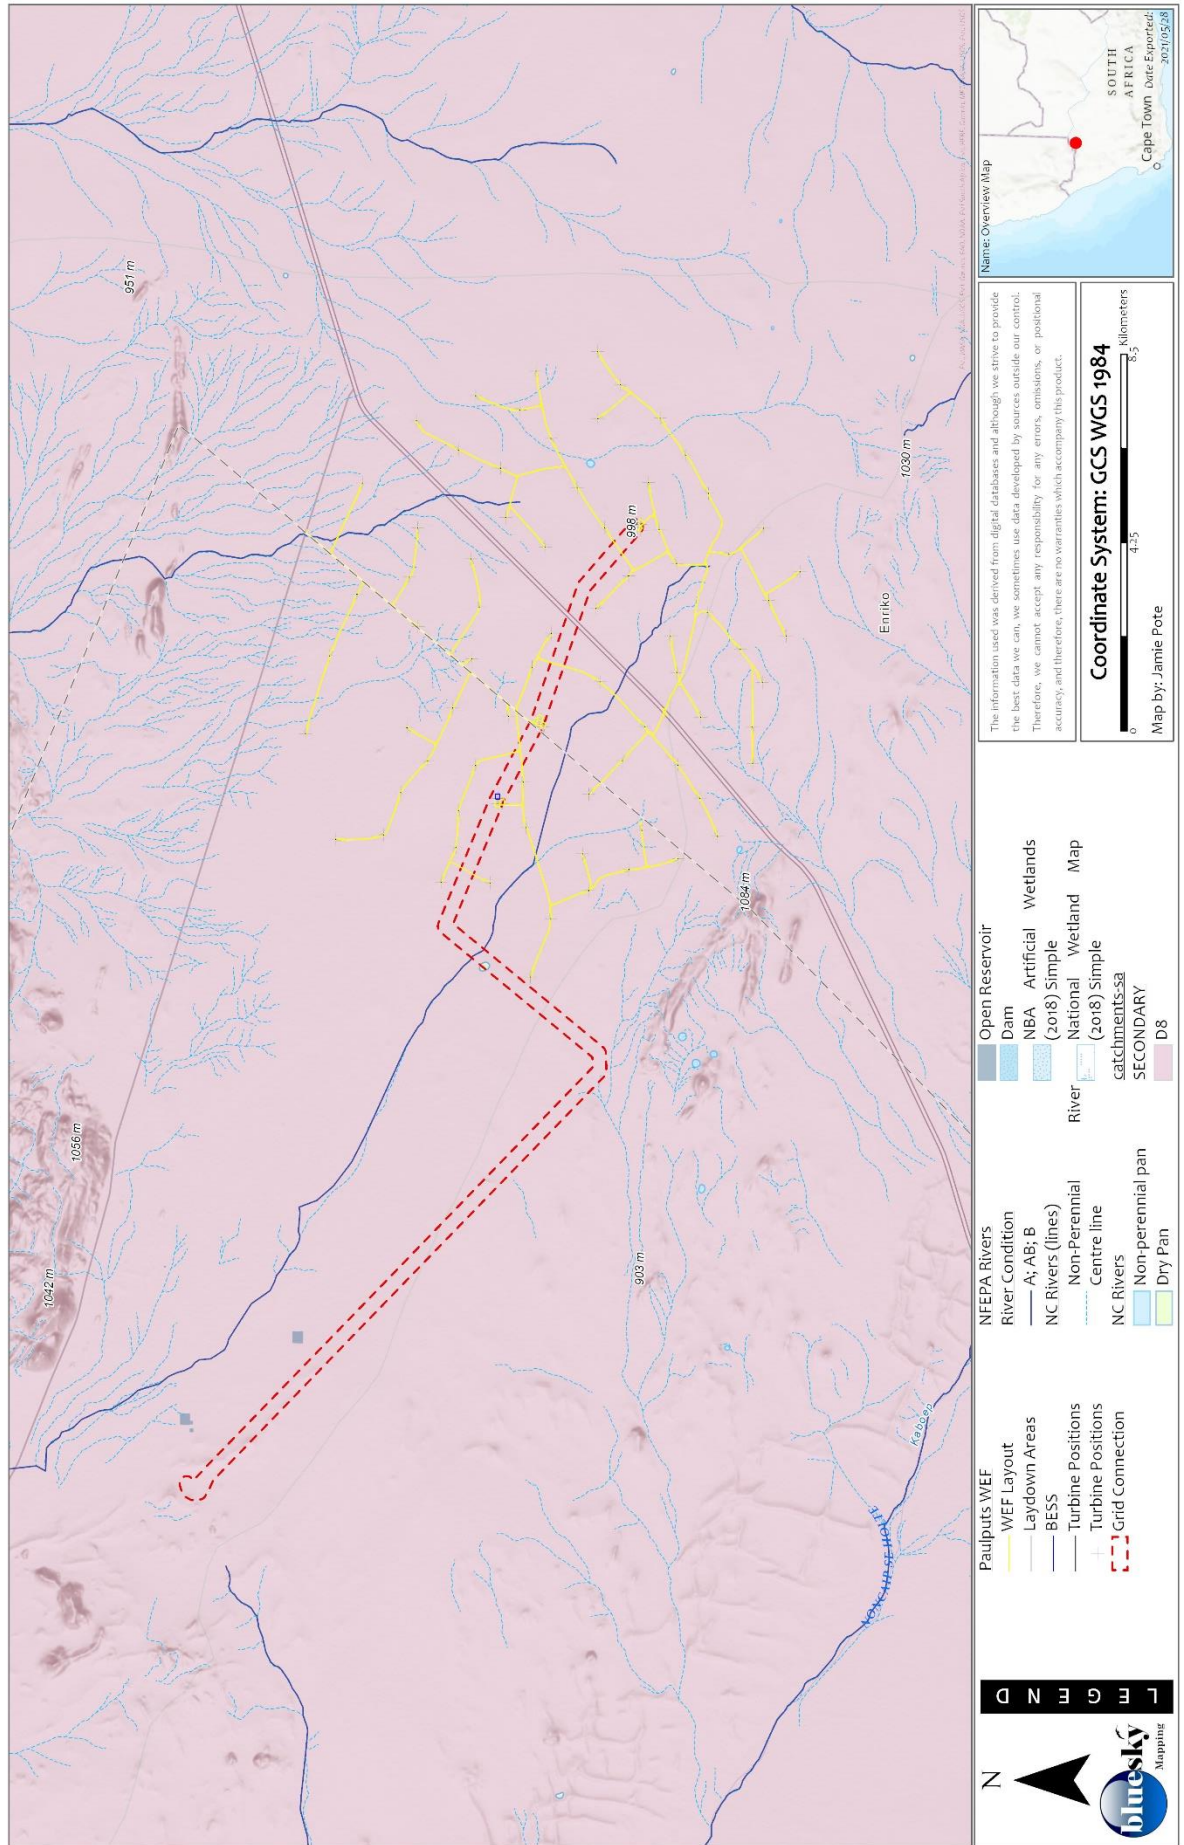 951 m
1042 m
1056 m
998 m
1084 m
1030 m
903 m
Enriko
Kaboep
N
bluesky
Mapping
LEGEND
Paulputs WEF
WEF Layout
Laydown Areas
BESS
Turbine Positions
Turbine Positions
Grid Connection
NFEPA Rivers
River Condition
A; AB; B
NC Rivers (lines)
Non-Perennial River
Centre line
NC Rivers
Non-perennial pan
Dry Pan
Open Reservoir
Dam
NBA Artificial Wetlands
(2018) Simple
National Wetland Map
(2018) Simple
catchments-sa
SECONDARY
D8
The information used was derived from digital databases and although we strive to provide
the best data we can, we sometimes use data developed by sources outside our control.
Therefore, we cannot accept any responsibility for any errors, omissions, or positional
accuracy, and therefore, there are no warranties which accompany this product.
Coordinate System: GCS WGS 1984
0 4.25 8.5
Kilometers
Map by: Jamie Pote
Name: Overview Map
SOUTH
AFRICA
Cape Town
Date Exported:
2021/05/28